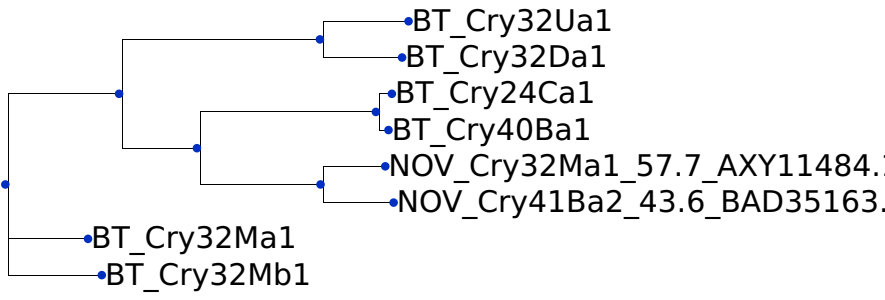 BT_Cry32Ua1
BT_Cry32Da1
BT_Cry24Ca1
BT_Cry40Ba1
NOV_Cry32Ma1_57.7_AXY11484.
NOV_Cry41Ba2_43.6_BAD35163.
BT_Cry32Ma1
BT_Cry32Mb1